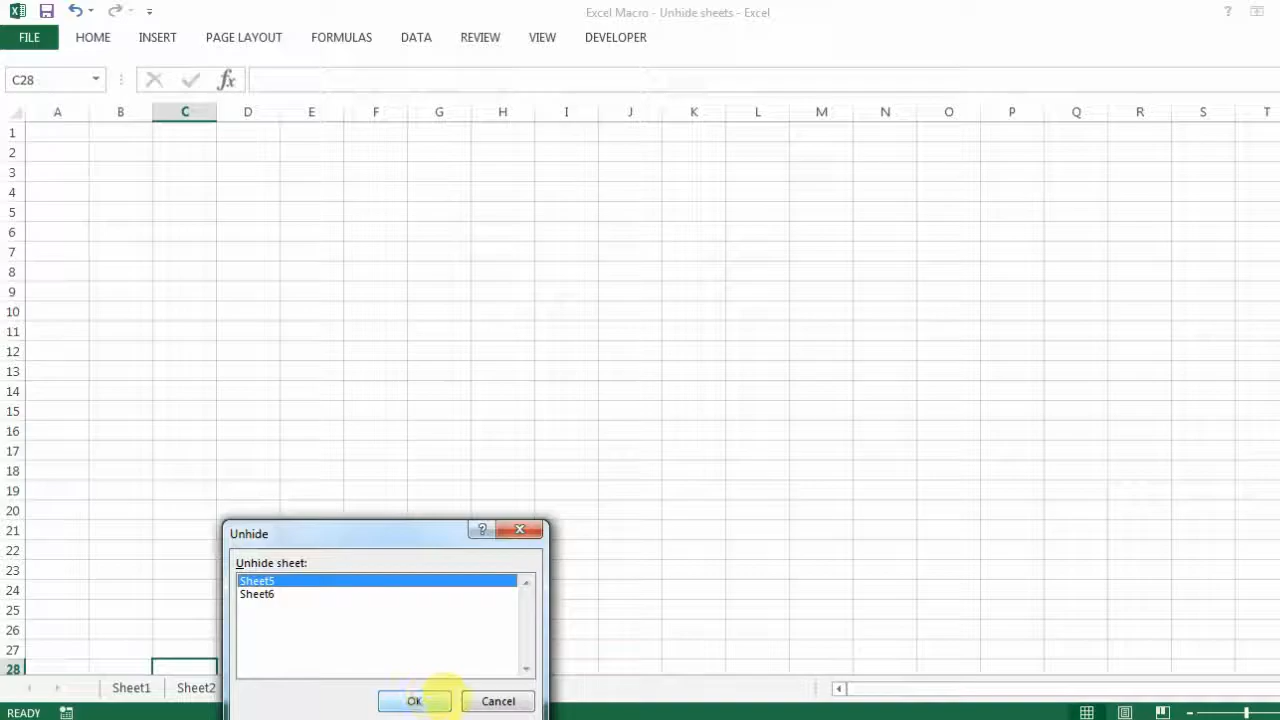 Excel Macro - Unhide sheets - Excel
?
FILE HOME INSERT PAGE LAYOUT FORMULAS DATA REVIEW VIEW DEVELOPER
C28 fx
A B C D E F G H I J K L M N O P Q R S T
1
2
3
4
5
6
7
8
9
10
11
12
13
14
15
16
17
18
19
20
21
22
23
24
25
26
27
28
Unhide ?
Unhide sheet:
Sheet5
Sheet6
OK Cancel
Sheet1 Sheet2
READY